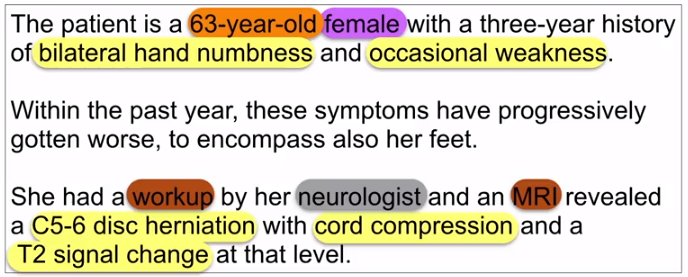 The patient is a 63-year-old female with a three-year history
of bilateral hand numbness and occasional weakness.
Within the past year, these symptoms have progressively
gotten worse, to encompass also her feet.
She had a workup by her neurologist and an MRI revealed
a C5-6 disc herniation with cord compression and a
T2 signal change at that level.